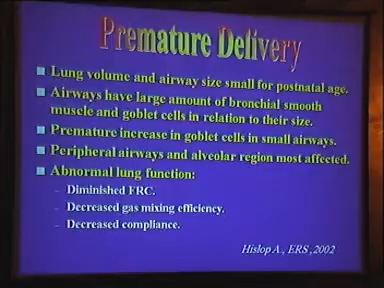 Premature Delivery
Lung volume and airway size small for postnatal age.
Airways have large amount of bronchial smooth
muscle and goblet cells in relation to their size.
Premature increase in goblet cells in small airways.
Peripheral airways and alveolar region most affected.
Abnormal lung function:
– Diminished FRC.
– Decreased gas mixing efficiency.
– Decreased compliance.
Hislop A., ERS ,2002